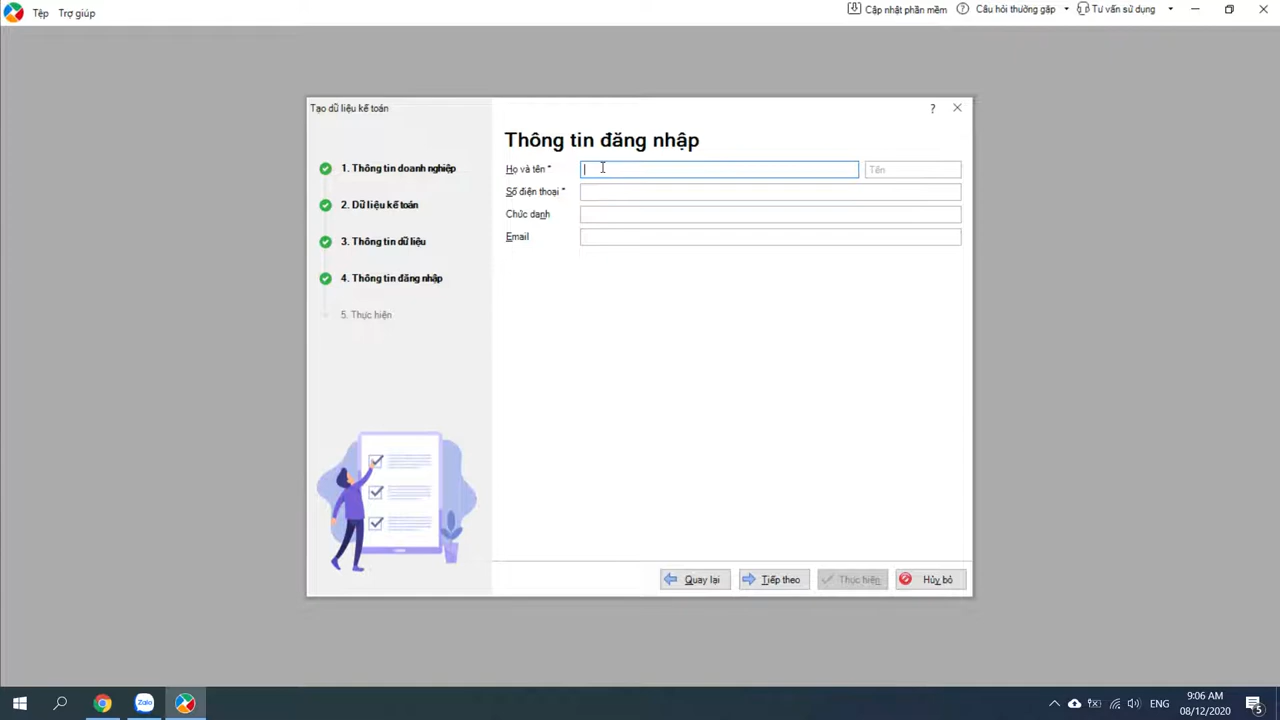 Tệp Trợ giúp Cập nhật phần mềm Câu hỏi thường gặp Tư vấn sử dụng
Tạo dữ liệu kế toán ?
1. Thông tin doanh nghiệp
2. Dữ liệu kế toán
3. Thông tin dữ liệu
4. Thông tin đăng nhập
5. Thực hiện
Thông tin đăng nhập
Họ và tên * Tên
Số điện thoại *
Chức danh
Email
Quay lại Tiếp theo Thực hiện Hủy bỏ
Zalo ENG 9:06 AM
08/12/2020
5